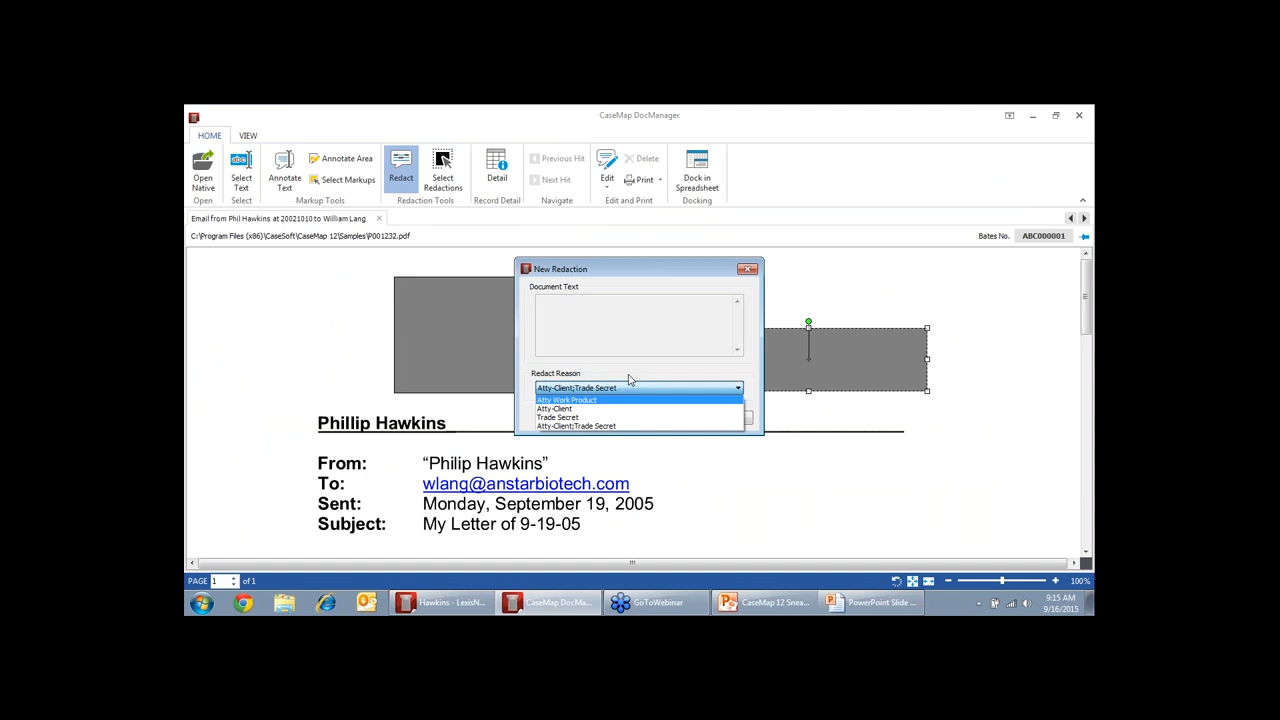 CaseMap DocManager
HOME VIEW
Open Native
Select Text
Annotate Text
Annotate Area
Select Markups
Redact
Select Redactions
Detail
Previous Hit
Next Hit
Edit
Delete
Print
Dock in Spreadsheet
Open Select Markup Tools Redaction Tools Record Detail Navigate Edit and Print Docking
Email from Phil Hawkins at 20021010 to William Lang
C:\Program Files (x86)\CaseSoft\CaseMap 12\Samples\P001232.pdf Bates No. ABC000001
New Redaction
Document Text
Redact Reason
Atty-Client;Trade Secret
Atty Work Product
Atty-Client
Trade Secret
Atty-Client;Trade Secret
Phillip Hawkins
From: “Philip Hawkins”
To: wlang@anstarbiotech.com
Sent: Monday, September 19, 2005
Subject: My Letter of 9-19-05
PAGE 1 of 1 100%
Hawkins - LexisN... CaseMap DocMa... GoToWebinar CaseMap 12 Snea... PowerPoint Slide ... 9:15 AM
9/16/2015